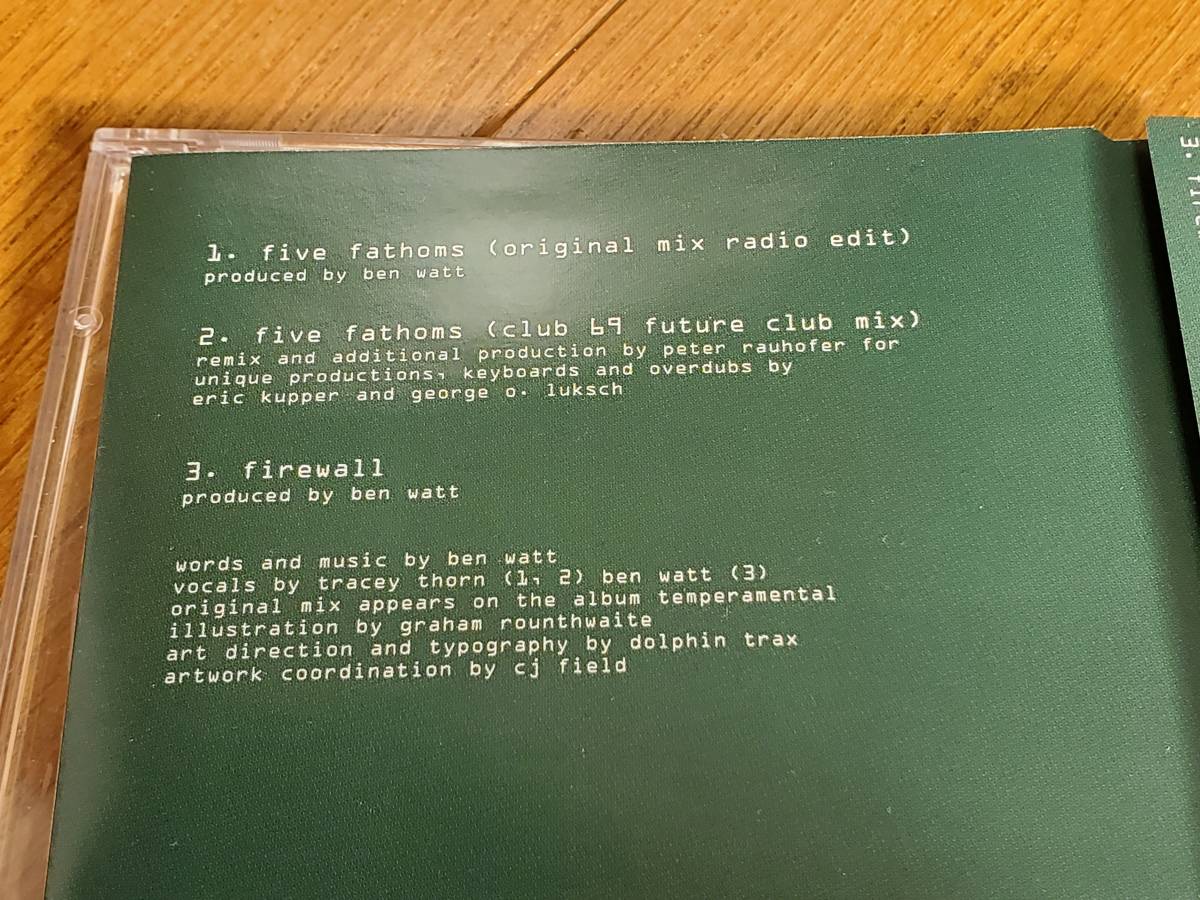 1. five fathoms (original mix radio edit)
produced by ben watt
2. five fathoms (club 69 future club mix)
remix and additional production by peter rauhofer for
unique productions, keyboards and overdubs by
eric kupper and george o. luksch
3. firewall
produced by ben watt
words and music by ben watt
vocals by tracey thorn (1, 2) ben watt (3)
original mix appears on the album temperamental
illustration by graham rounthwaite
art direction and typography by dolphin trax
artwork coordination by cj field